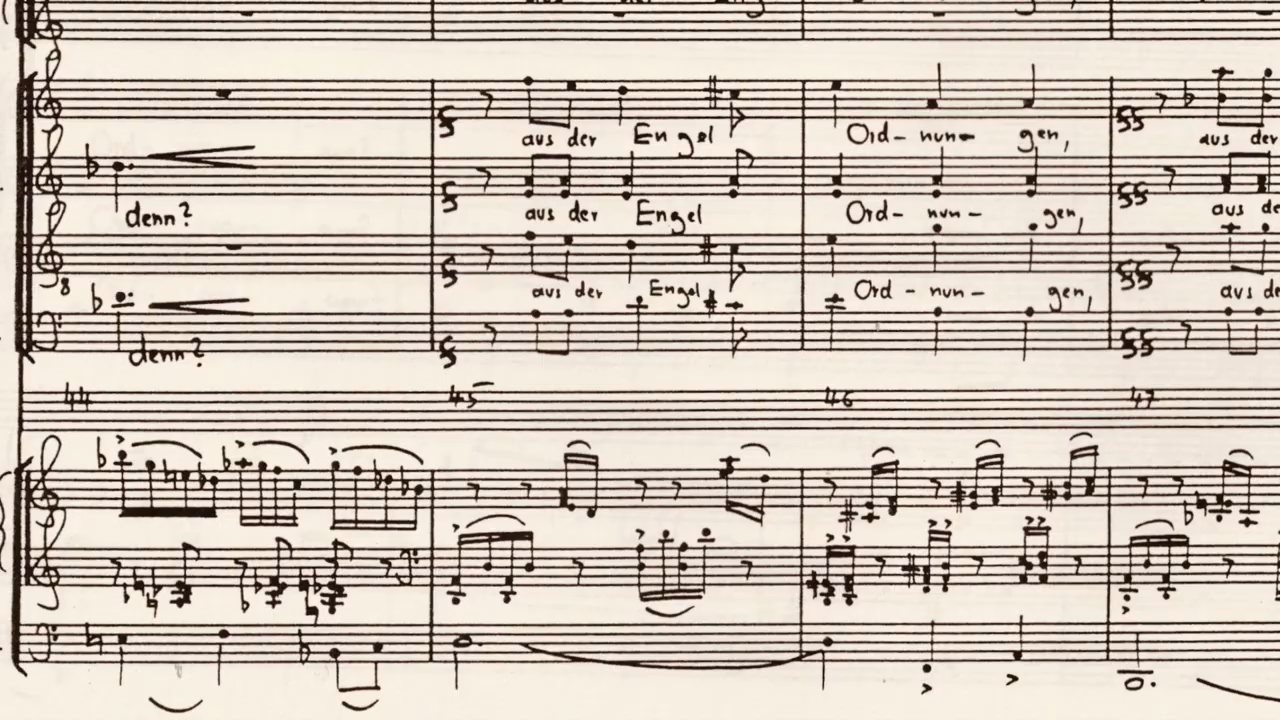 aus der Engel Ord- nun- gen, aus der
denn? aus der Engel Ord- nun- gen, aus de
8 aus der Engel Ord- nun- gen, aus de
denn?
44 45 46 47